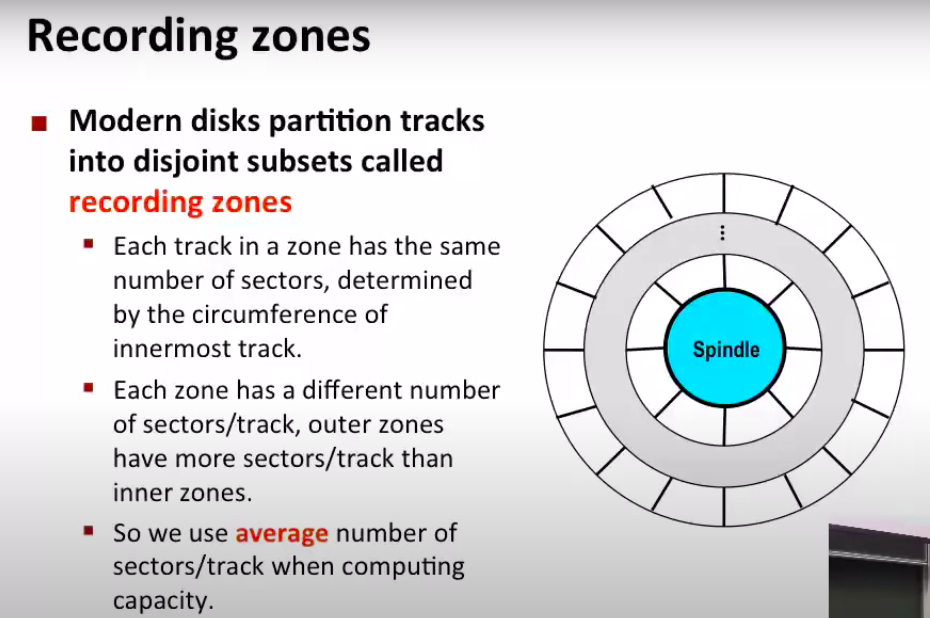 Recording zones
Modern disks partition tracks
into disjoint subsets called
recording zones
Each track in a zone has the same
number of sectors, determined
by the circumference of
innermost track.
Each zone has a different number
of sectors/track, outer zones
have more sectors/track than
inner zones.
So we use average number of
sectors/track when computing
capacity.
Spindle